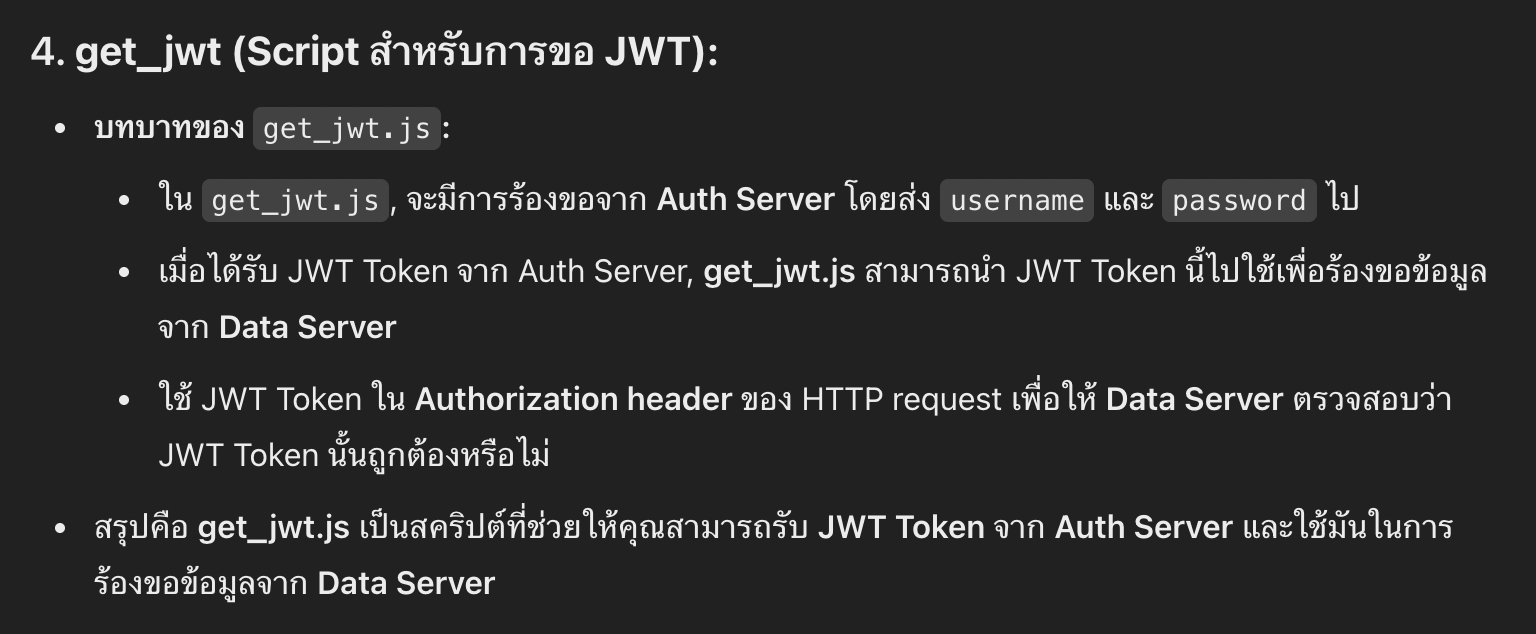 4. get_jwt (Script สำหรับการขอ JWT):
• บทบาทของ get_jwt.js:
• ใน get_jwt.js, จะมีการร้องขอจาก Auth Server โดยส่ง username และ password ไป
• เมื่อได้รับ JWT Token จาก Auth Server, get_jwt.js สามารถนำ JWT Token นี้ไปใช้เพื่อร้องขอข้อมูล
จาก Data Server
• ใช้ JWT Token ใน Authorization header ของ HTTP request เพื่อให้ Data Server ตรวจสอบว่า
JWT Token นั้นถูกต้องหรือไม่
• สรุปคือ get_jwt.js เป็นสคริปต์ที่ช่วยให้คุณสามารถรับ JWT Token จาก Auth Server และใช้มันในการ
ร้องขอข้อมูลจาก Data Server